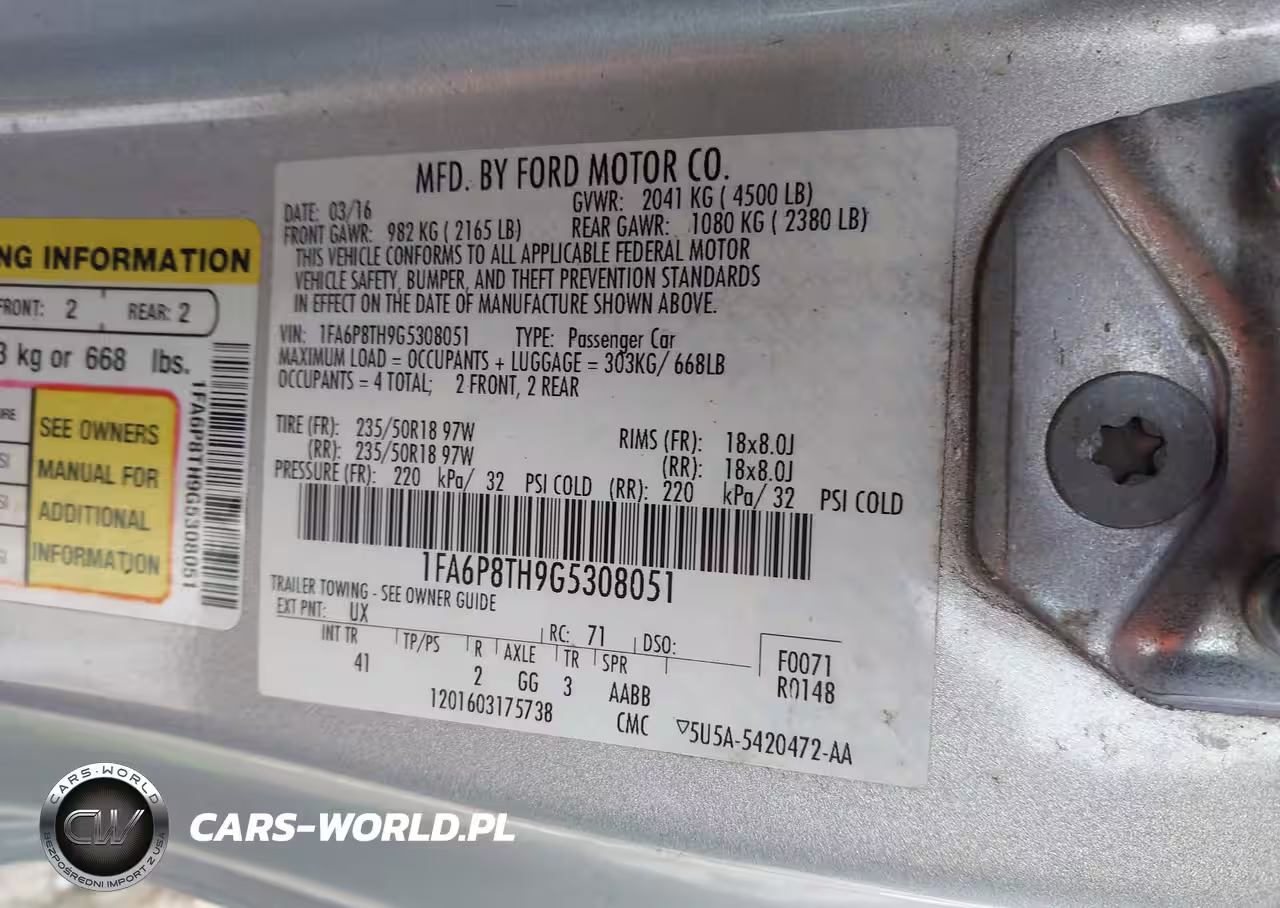 NG INFORMATION
FRONT: 2 REAR: 2
3 kg or 668 lbs.
SEE OWNERS
MANUAL FOR
ADDITIONAL
INFORMATION
1FA6P8TH9G5308051
MFD. BY FORD MOTOR CO.
DATE: 03/16 GVWR: 2041 KG ( 4500 LB)
FRONT GAWR: 982 KG ( 2165 LB) REAR GAWR: 1080 KG ( 2380 LB)
THIS VEHICLE CONFORMS TO ALL APPLICABLE FEDERAL MOTOR
VEHICLE SAFETY, BUMPER, AND THEFT PREVENTION STANDARDS
IN EFFECT ON THE DATE OF MANUFACTURE SHOWN ABOVE.
VIN: 1FA6P8TH9G5308051 TYPE: Passenger Car
MAXIMUM LOAD = OCCUPANTS + LUGGAGE = 303KG/ 668LB
OCCUPANTS = 4 TOTAL; 2 FRONT, 2 REAR
TIRE (FR): 235/50R18 97W RIMS (FR): 18x8.0J
(RR): 235/50R18 97W (RR): 18x8.0J
PRESSURE (FR): 220 kPa/ 32 PSI COLD (RR): 220 kPa/ 32 PSI COLD
1FA6P8TH9G5308051
TRAILER TOWING - SEE OWNER GUIDE
EXT PNT: UX RC: 71 DSO:
INT TR TP/PS R AXLE TR SPR F0071
41 2 GG 3 AABB R0148
1201603175738 CMC ▽5U5A-5420472-AA
CARS-WORLD
CW
BEZPOŚREDNI IMPORT Z USA
CARS-WORLD.PL